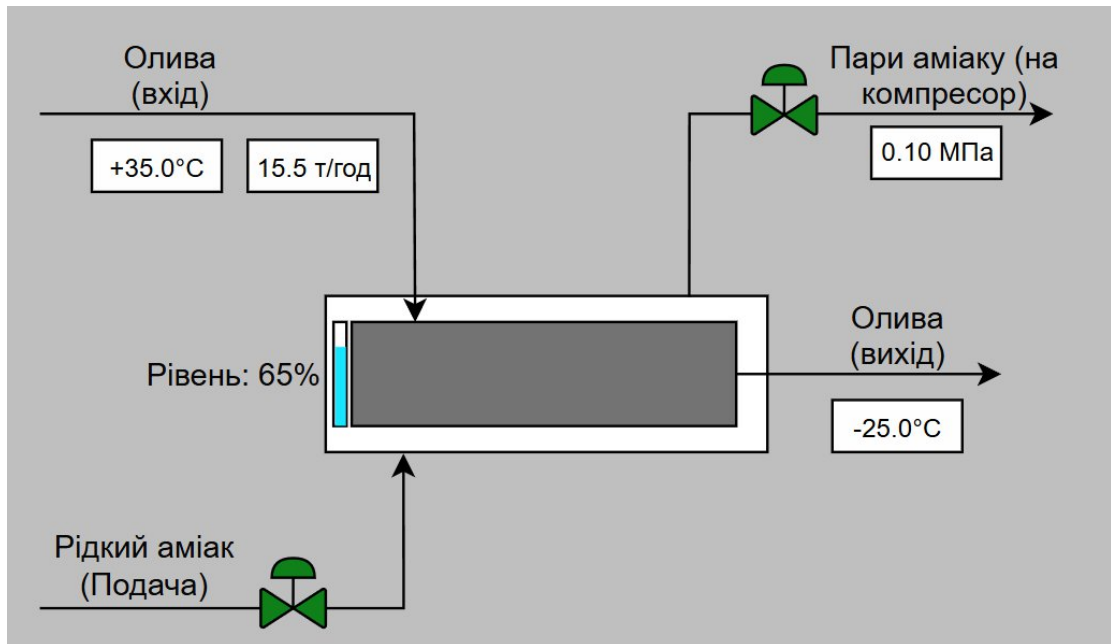 Олива
(вхід)
+35.0°C
15.5 т/год
Пари аміаку (на
компресор)
0.10 МПа
Рівень: 65%
Олива
(вихід)
-25.0°C
Рідкий аміак
(Подача)